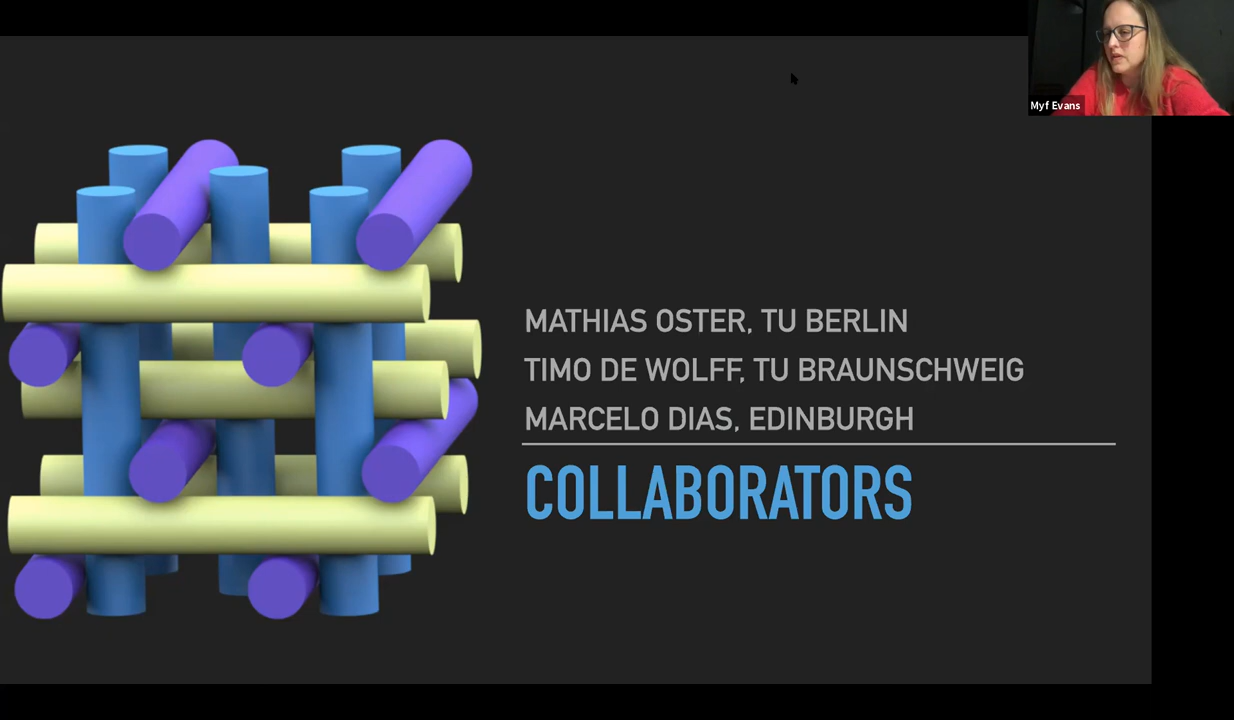 Myf Evans
MATHIAS OSTER, TU BERLIN
TIMO DE WOLFF, TU BRAUNSCHWEIG
MARCELO DIAS, EDINBURGH
COLLABORATORS